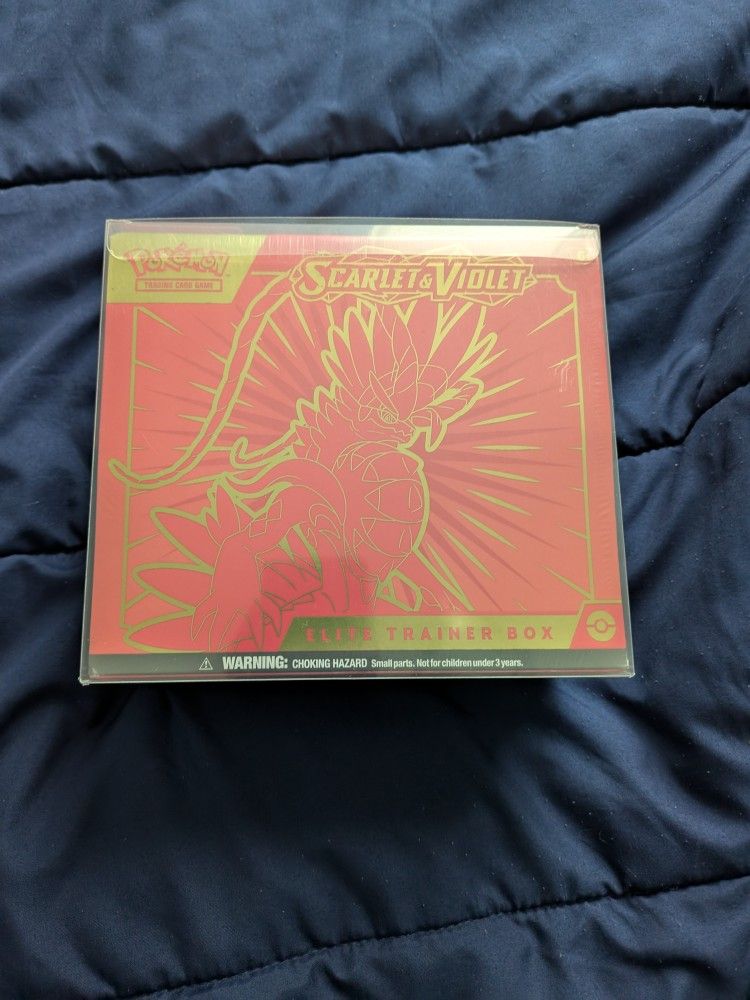 POKéMON
TRADING CARD GAME
SCARLET & VIOLET
ELITE TRAINER BOX
WARNING: CHOKING HAZARD Small parts. Not for children under 3 years.